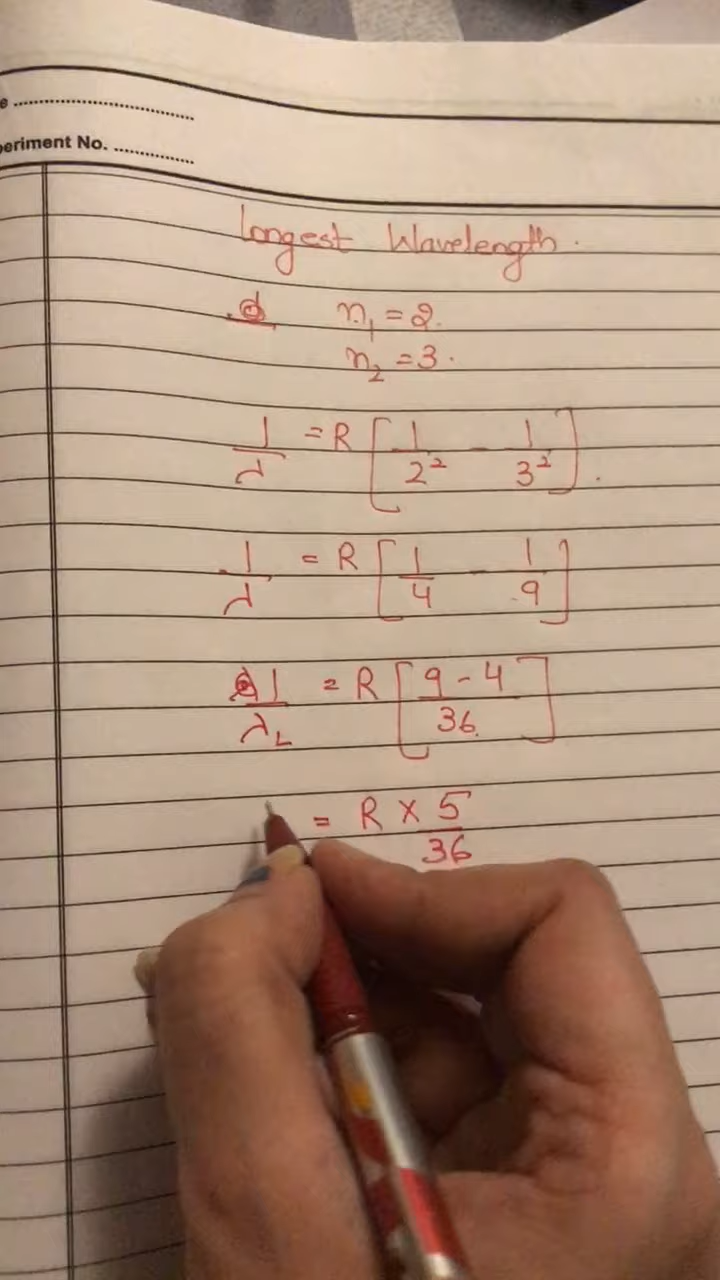 e ..............................
periment No. ..............
Longest Wavelength.
n₁ = 2.
n₂ = 3.
1/λ = R [1/2² - 1/3²].
1/λ = R [1/4 - 1/9]
1/λL = R [9 - 4/36]
= R × 5/36